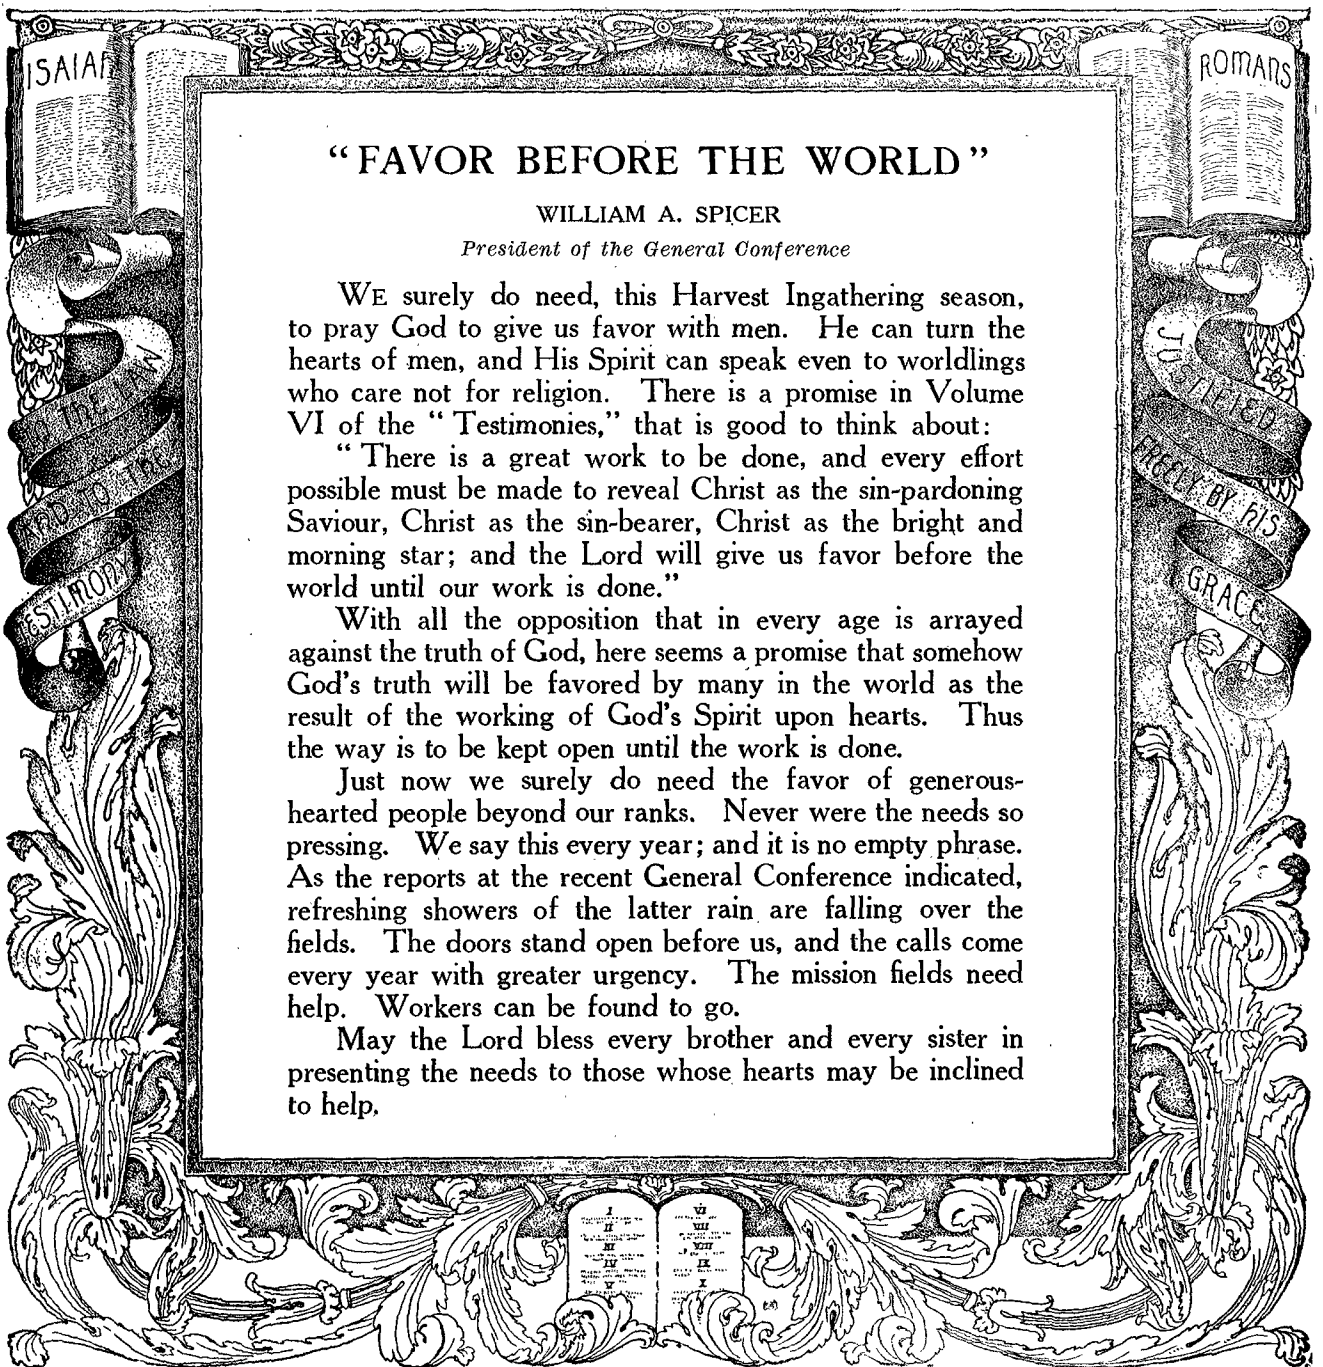 ISAIAH
ROMANS
"FAVOR BEFORE THE WORLD"
WILLIAM A. SPICER
President of the General Conference
WE surely do need, this Harvest Ingathering season,
to pray God to give us favor with men. He can turn the
hearts of men, and His Spirit can speak even to worldlings
who care not for religion. There is a promise in Volume
VI of the "Testimonies," that is good to think about:
"There is a great work to be done, and every effort
possible must be made to reveal Christ as the sin-pardoning
Saviour, Christ as the sin-bearer, Christ as the bright and
morning star; and the Lord will give us favor before the
world until our work is done."
With all the opposition that in every age is arrayed
against the truth of God, here seems a promise that somehow
God's truth will be favored by many in the world as the
result of the working of God's Spirit upon hearts. Thus
the way is to be kept open until the work is done.
Just now we surely do need the favor of generous-
hearted people beyond our ranks. Never were the needs so
pressing. We say this every year; and it is no empty phrase.
As the reports at the recent General Conference indicated,
refreshing showers of the latter rain are falling over the
fields. The doors stand open before us, and the calls come
every year with greater urgency. The mission fields need
help. Workers can be found to go.
May the Lord bless every brother and every sister in
presenting the needs to those whose hearts may be inclined
to help.
TO THE LAW
AND TO THE
TESTIMONY
JUSTIFIED
FREELY BY HIS
GRACE
I
II
III
IV
V
VI
VII
VIII
IX
X